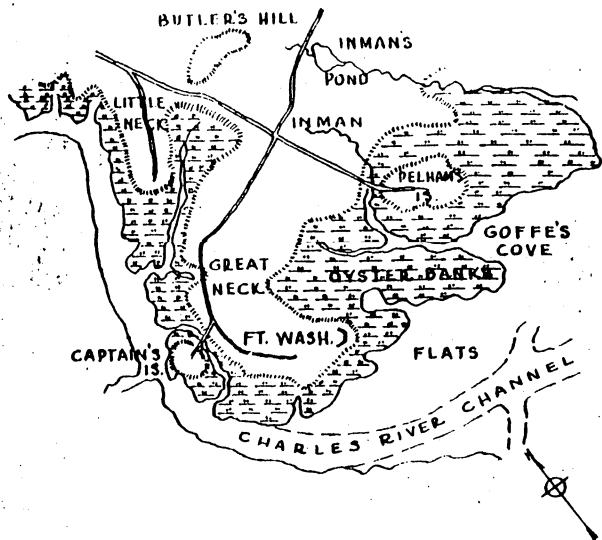 BUTLER'S HILL
INMAN'S
POND
LITTLE
NECK
INMAN
PELHAM'S
IS.
GOFFE'S
COVE
GREAT
NECK
OYSTER BANKS
FT. WASH.
CAPTAIN'S
IS.
FLATS
CHARLES RIVER CHANNEL